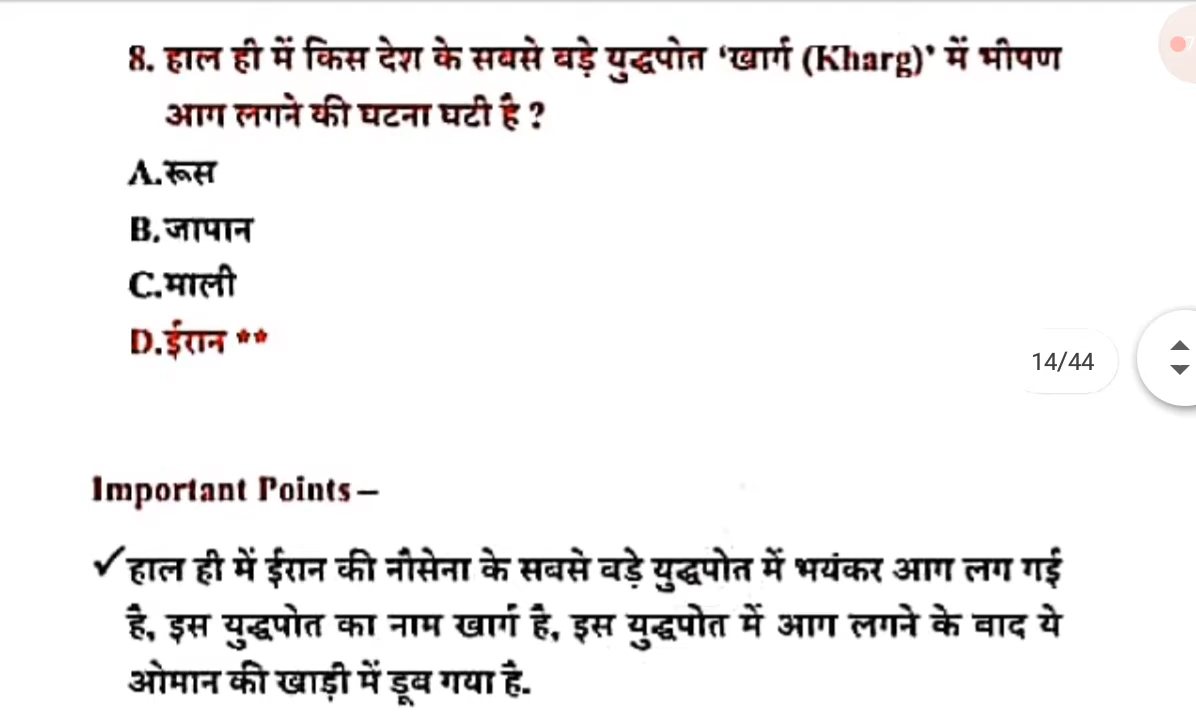 8. हाल ही में किस देश के सबसे बड़े युद्धपोत ‘खार्ग (Kharg)’ में भीषण
आग लगने की घटना घटी है ?
A.रूस
B.जापान
C.माली
D.ईरान **
14/44
Important Points –
✓हाल ही में ईरान की नौसेना के सबसे बड़े युद्धपोत में भयंकर आग लग गई
है, इस युद्धपोत का नाम खार्ग है, इस युद्धपोत में आग लगने के बाद ये
ओमान की खाड़ी में डूब गया है.